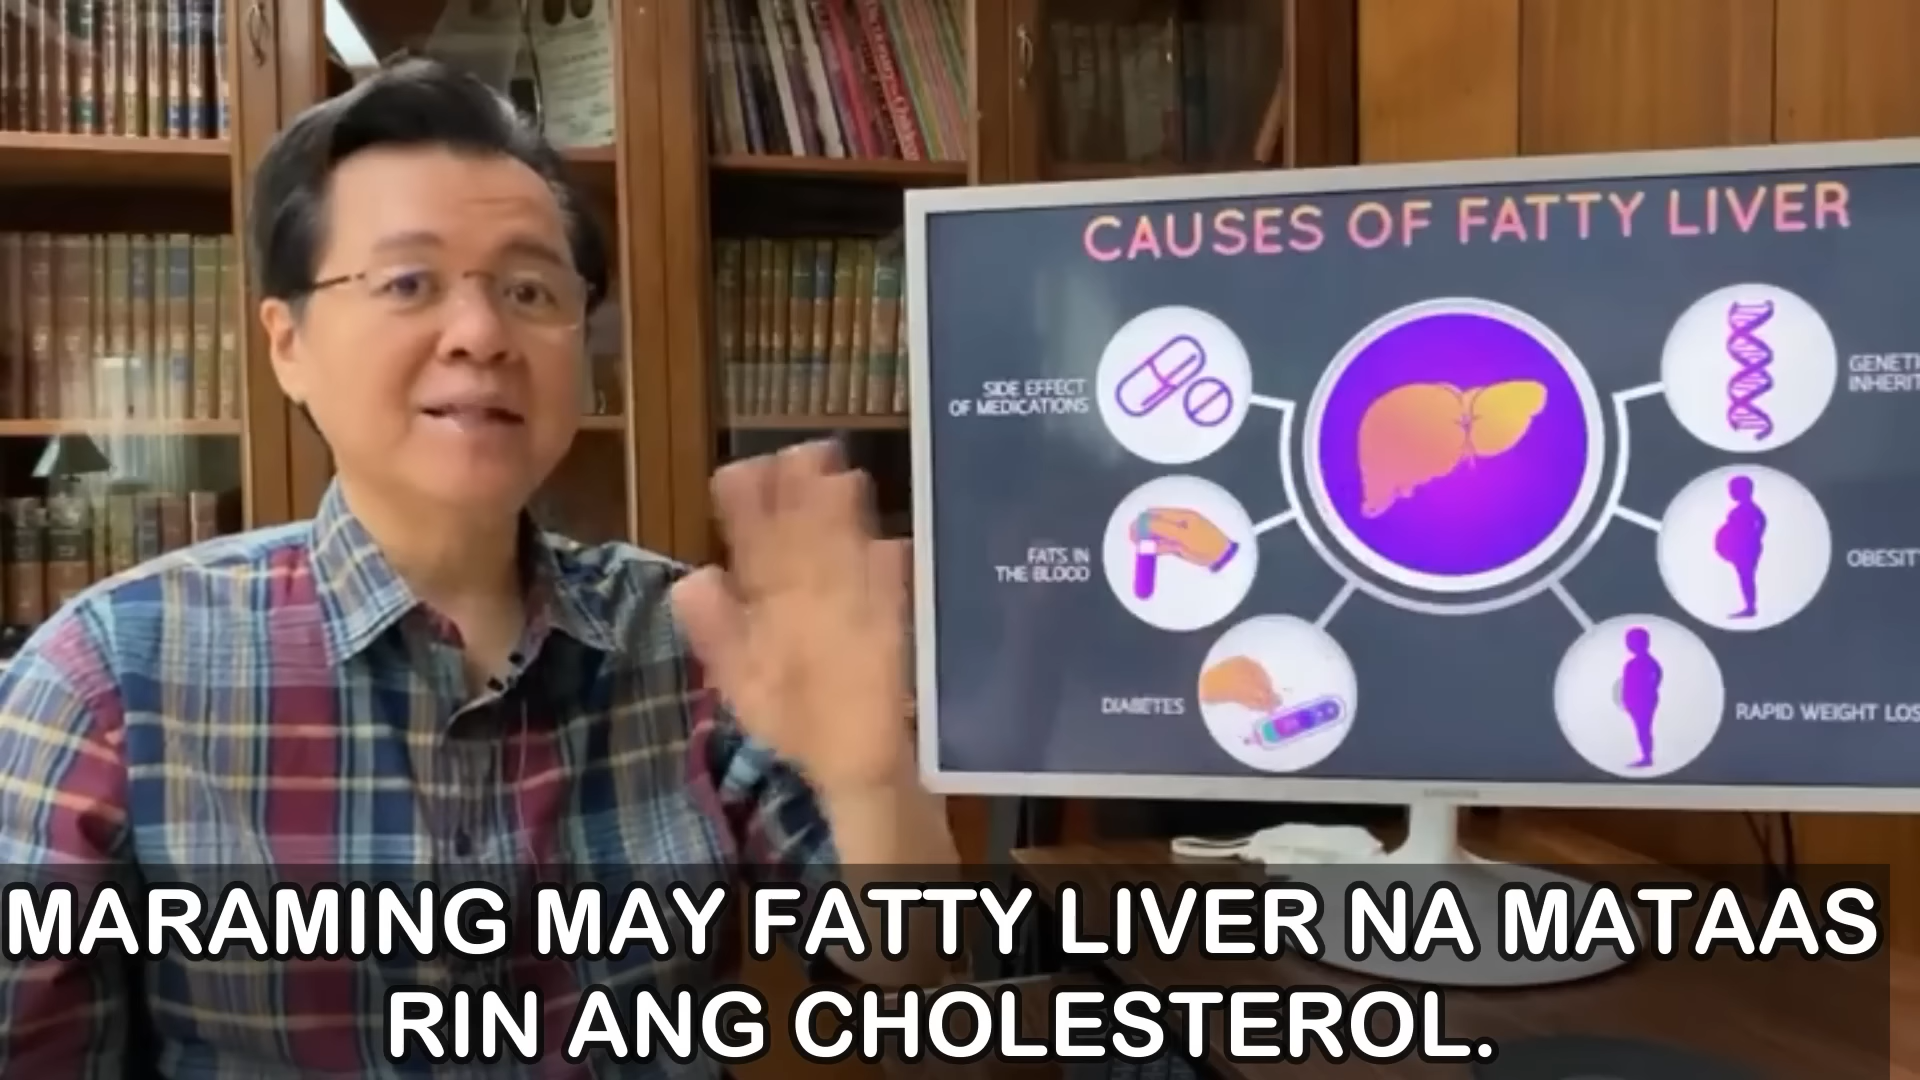 CAUSES OF FATTY LIVER
SIDE EFFECT
OF MEDICATIONS
FATS IN
THE BLOOD
DIABETES
OBESITY
RAPID WEIGHT LOS
MARAMING MAY FATTY LIVER NA MATAAS
RIN ANG CHOLESTEROL.